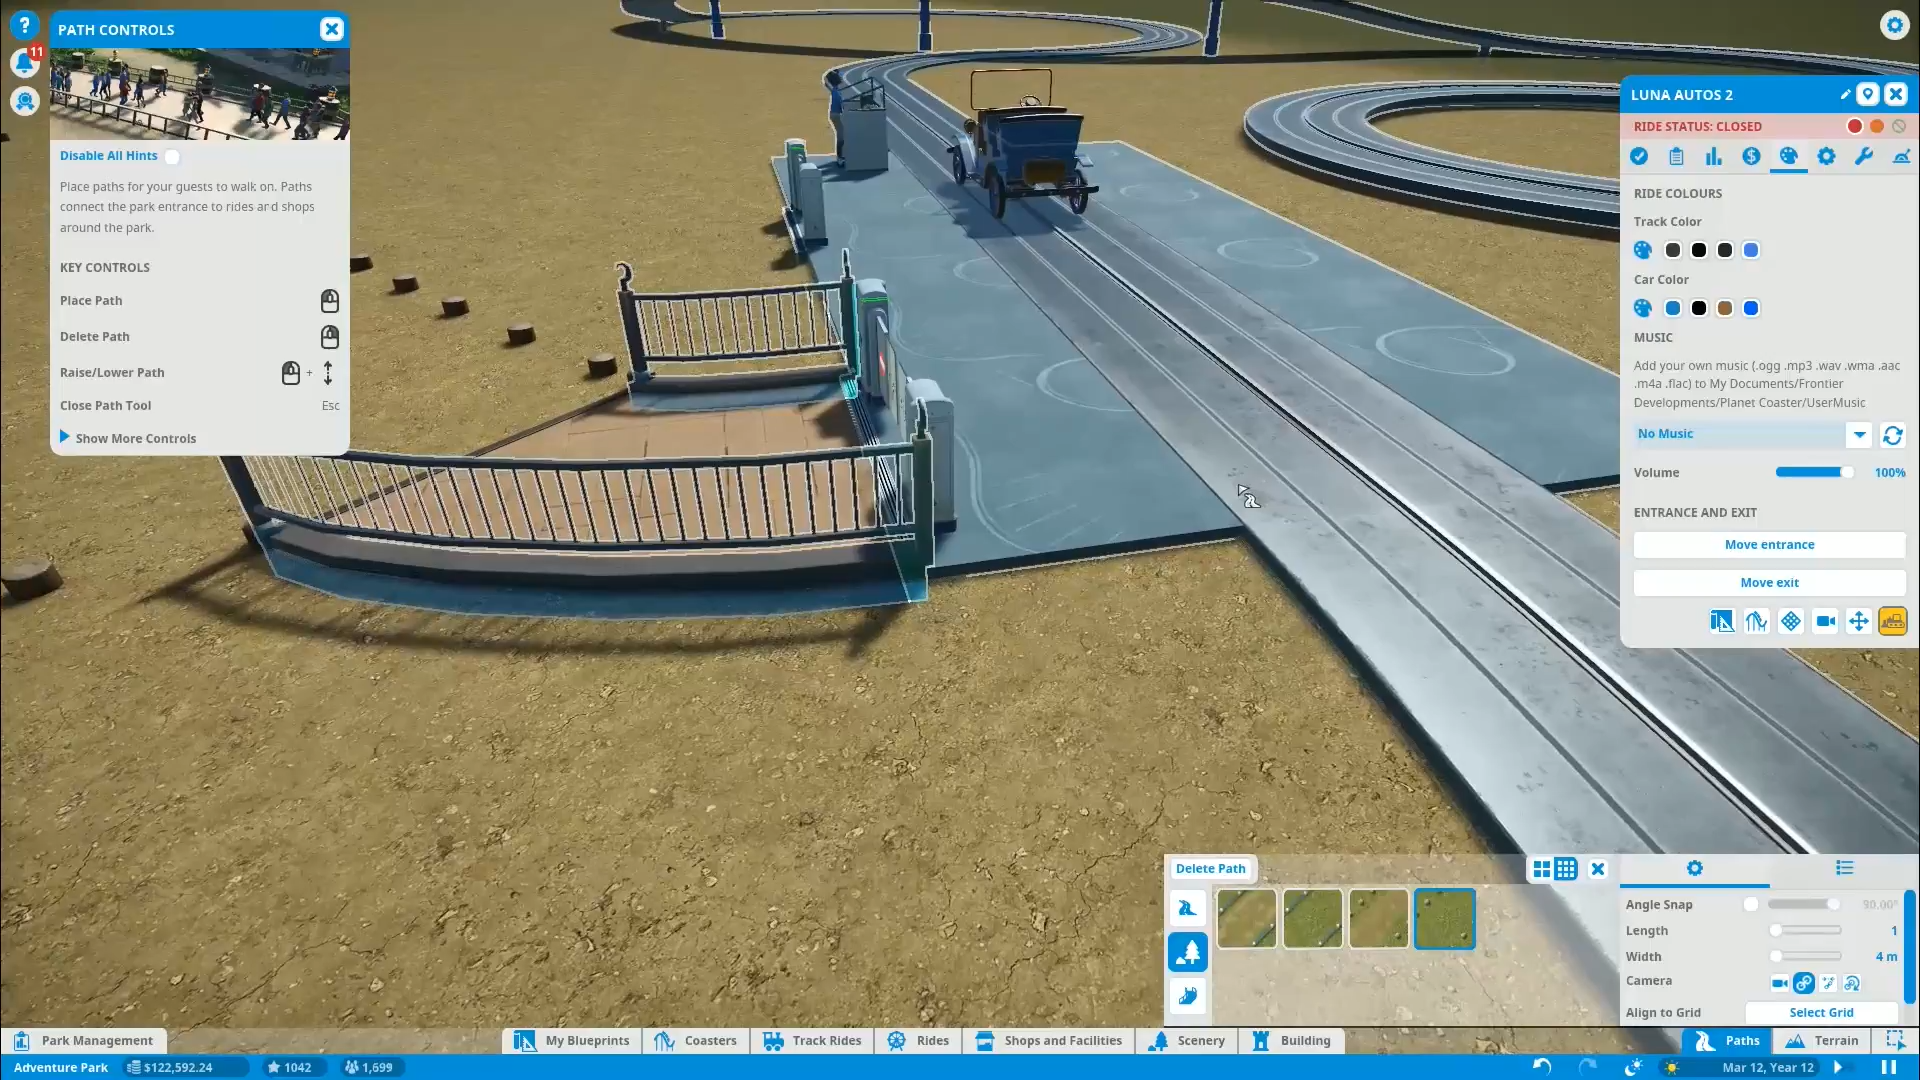 PATH CONTROLS
11
Disable All Hints
Place paths for your guests to walk on. Paths
connect the park entrance to rides and shops
around the park.
KEY CONTROLS
Place Path
Delete Path
Raise/Lower Path
+
Close Path Tool Esc
Show More Controls
LUNA AUTOS 2
RIDE STATUS: CLOSED
RIDE COLOURS
Track Color
Car Color
MUSIC
Add your own music (.ogg .mp3 .wav .wma .aac
.m4a .flac) to My Documents/Frontier
Developments/Planet Coaster/UserMusic
No Music
Volume 100%
ENTRANCE AND EXIT
Move entrance
Move exit
Delete Path
Angle Snap 90.00°
Length 1
Width 4 m
Camera
Align to Grid Select Grid
Park Management
My Blueprints
Coasters
Track Rides
Rides
Shops and Facilities
Scenery
Building
Paths
Terrain
Adventure Park
$122,592.24
1042
1,699
Mar 12, Year 12